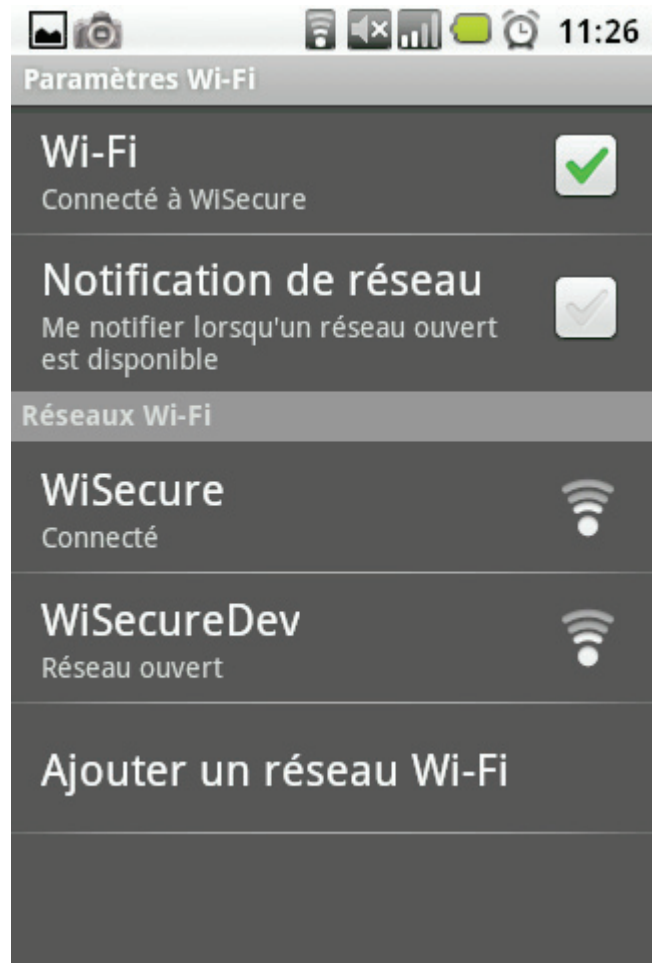 11:26
Paramètres Wi-Fi
Wi-Fi
Connecté à WiSecure
Notification de réseau
Me notifier lorsqu'un réseau ouvert
est disponible
Réseaux Wi-Fi
WiSecure
Connecté
WiSecureDev
Réseau ouvert
Ajouter un réseau Wi-Fi